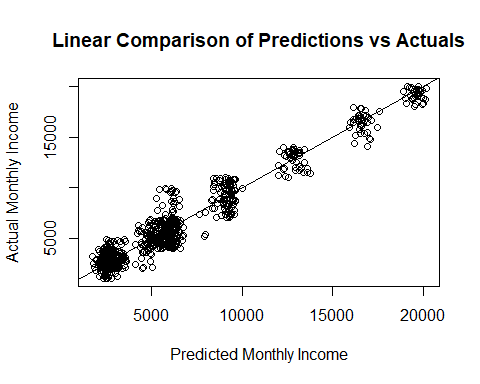 Linear Comparison of Predictions vs Actuals
Actual Monthly Income
15000
5000
5000 10000 15000 20000
Predicted Monthly Income